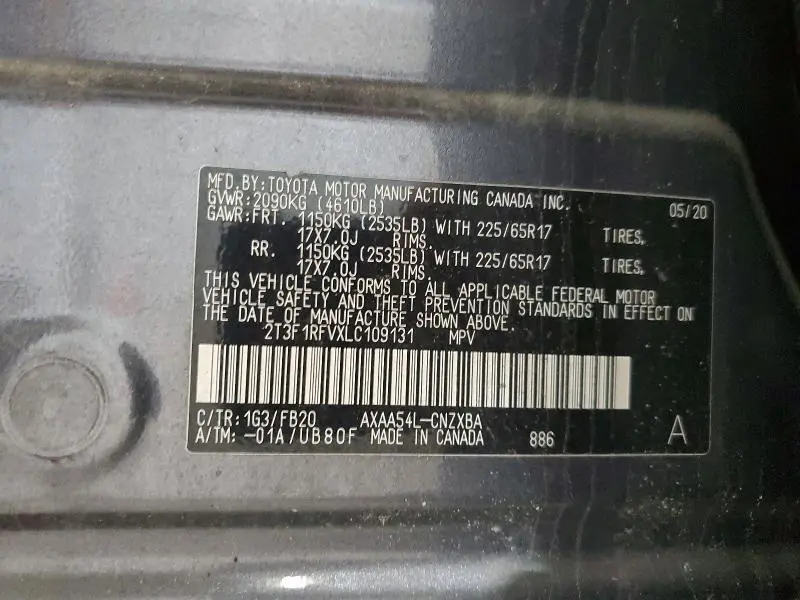 MFD.BY:TOYOTA MOTOR MANUFACTURING CANADA INC. 05/20
GVWR:2090KG (4610LB)
GAWR:FRT. 1150KG (2535LB) WITH 225/65R17 TIRES,
17X7.0J RIMS.
RR. 1150KG (2535LB) WITH 225/65R17 TIRES,
17X7.0J RIMS.
THIS VEHICLE CONFORMS TO ALL APPLICABLE FEDERAL MOTOR
VEHICLE SAFETY AND THEFT PREVENTION STANDARDS IN EFFECT ON
THE DATE OF MANUFACTURE SHOWN ABOVE.
2T3F1RFVXLC109131 MPV
C/TR:1G3/FB20 AXAA54L-CNZXBA
A/TM:-01A/UB80F MADE IN CANADA 886 A